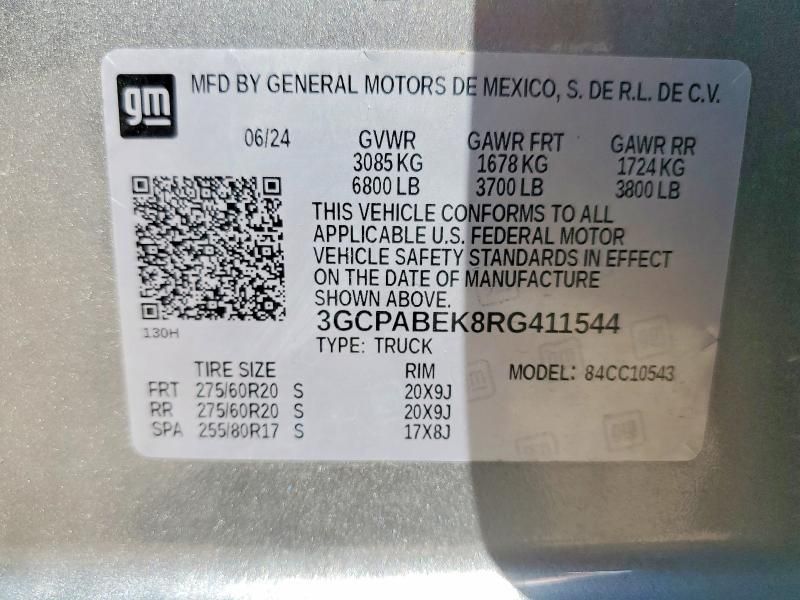 gm
MFD BY GENERAL MOTORS DE MEXICO, S. DE R.L. DE C.V.
06/24 GVWR GAWR FRT GAWR RR
3085 KG 1678 KG 1724 KG
6800 LB 3700 LB 3800 LB
THIS VEHICLE CONFORMS TO ALL
APPLICABLE U.S. FEDERAL MOTOR
VEHICLE SAFETY STANDARDS IN EFFECT
ON THE DATE OF MANUFACTURE
SHOWN ABOVE.
130H
3GCPABEK8RG411544
TYPE: TRUCK
TIRE SIZE RIM MODEL: 84CC10543
FRT 275/60R20 S 20X9J
RR 275/60R20 S 20X9J
SPA 255/80R17 S 17X8J